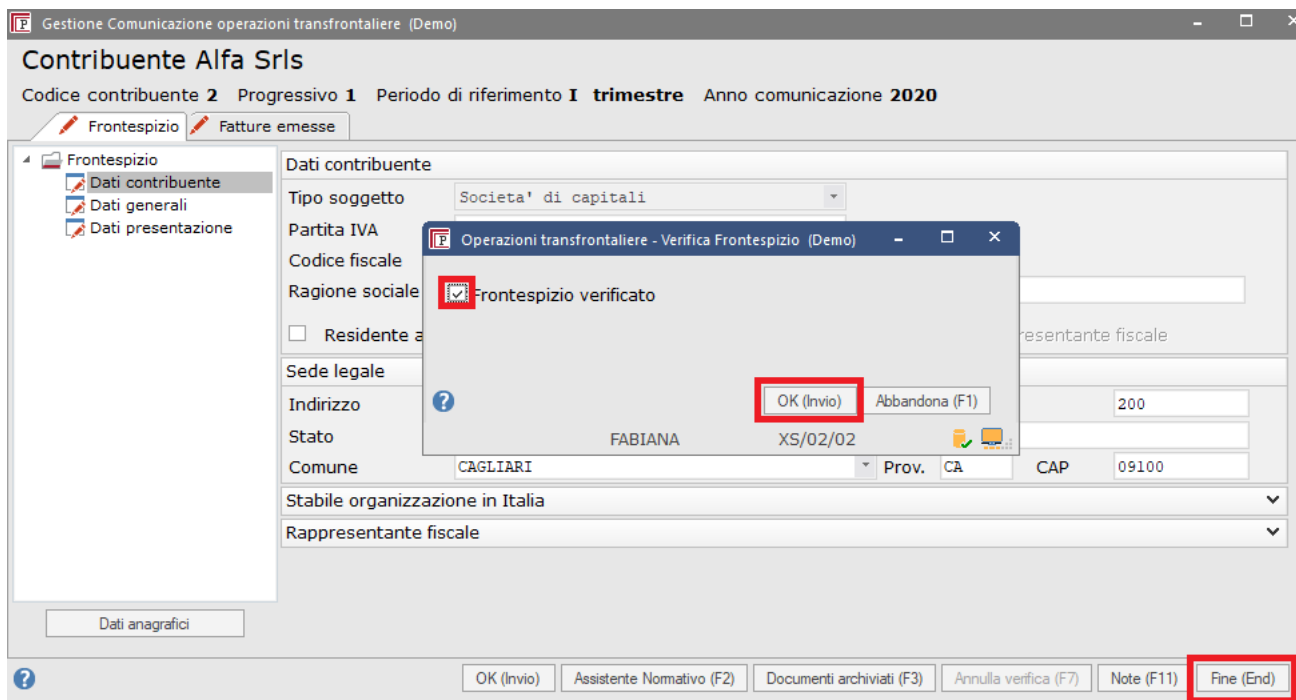 Gestione Comunicazione operazioni transfrontaliere (Demo)
Contribuente Alfa Srls
Codice contribuente 2 Progressivo 1 Periodo di riferimento I trimestre Anno comunicazione 2020
Frontespizio Fatture emesse
Frontespizio
Dati contribuente
Dati generali
Dati presentazione
Dati anagrafici
Dati contribuente
Tipo soggetto Societa' di capitali
Partita IVA
Codice fiscale
Ragione sociale
Residente a
resentante fiscale
Operazioni transfrontaliere - Verifica Frontespizio (Demo)
Frontespizio verificato
OK (Invio) Abbandona (F1)
FABIANA XS/02/02
Sede legale
Indirizzo 200
Stato
Comune CAGLIARI Prov. CA CAP 09100
Stabile organizzazione in Italia
Rappresentante fiscale
OK (Invio) Assistente Normativo (F2) Documenti archiviati (F3) Annulla verifica (F7) Note (F11) Fine (End)